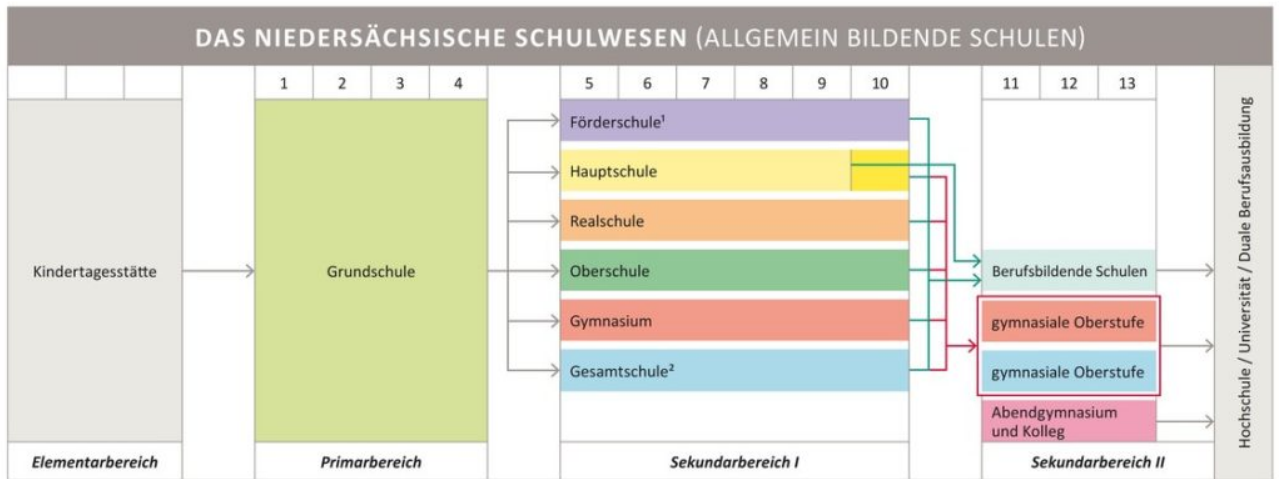 DAS NIEDERSÄCHSISCHE SCHULWESEN (ALLGEMEIN BILDENDE SCHULEN)
1 2 3 4 5 6 7 8 9 10 11 12 13
Kindertagesstätte
Grundschule
Förderschule¹
Hauptschule
Realschule
Oberschule
Gymnasium
Gesamtschule²
Berufsbildende Schulen
gymnasiale Oberstufe
gymnasiale Oberstufe
Abendgymnasium
und Kolleg
Hochschule / Universität / Duale Berufsausbildung
Elementarbereich
Primarbereich
Sekundarbereich I
Sekundarbereich II